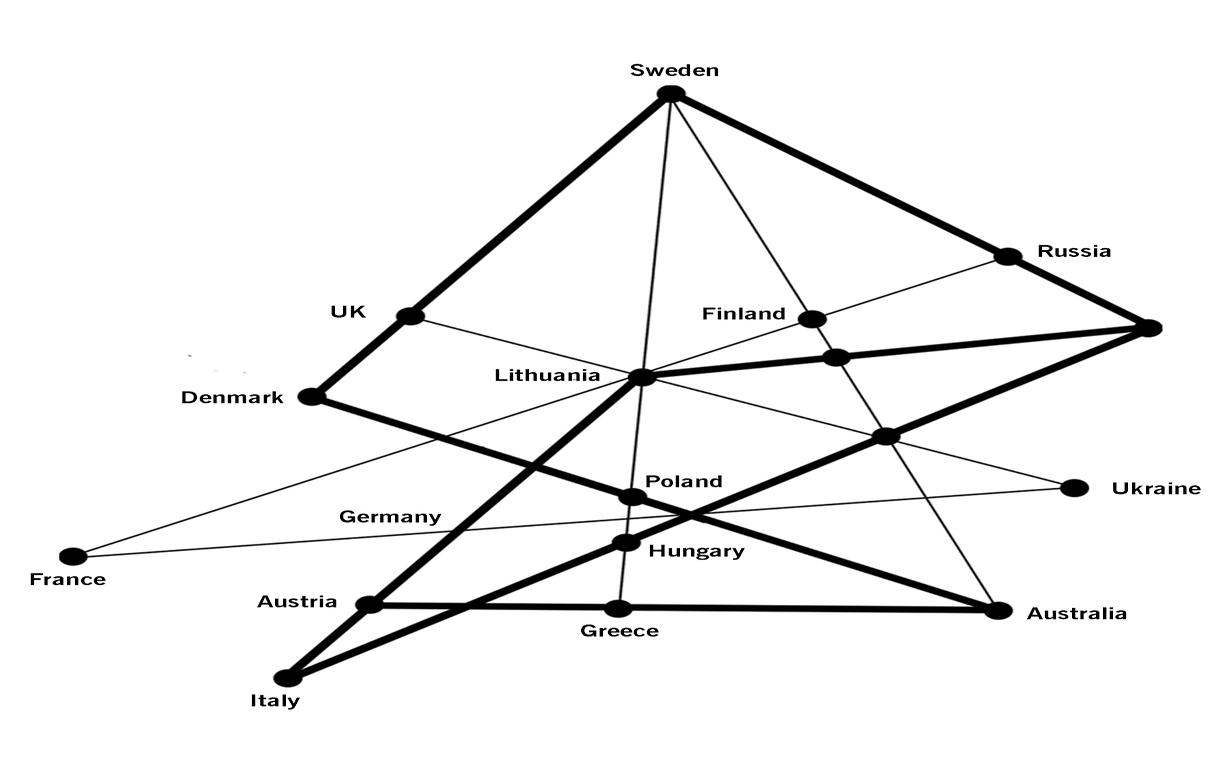 Sweden
Russia
UK
Finland
Lithuania
Denmark
Poland
Ukraine
Germany
Hungary
France
Austria
Australia
Greece
Italy